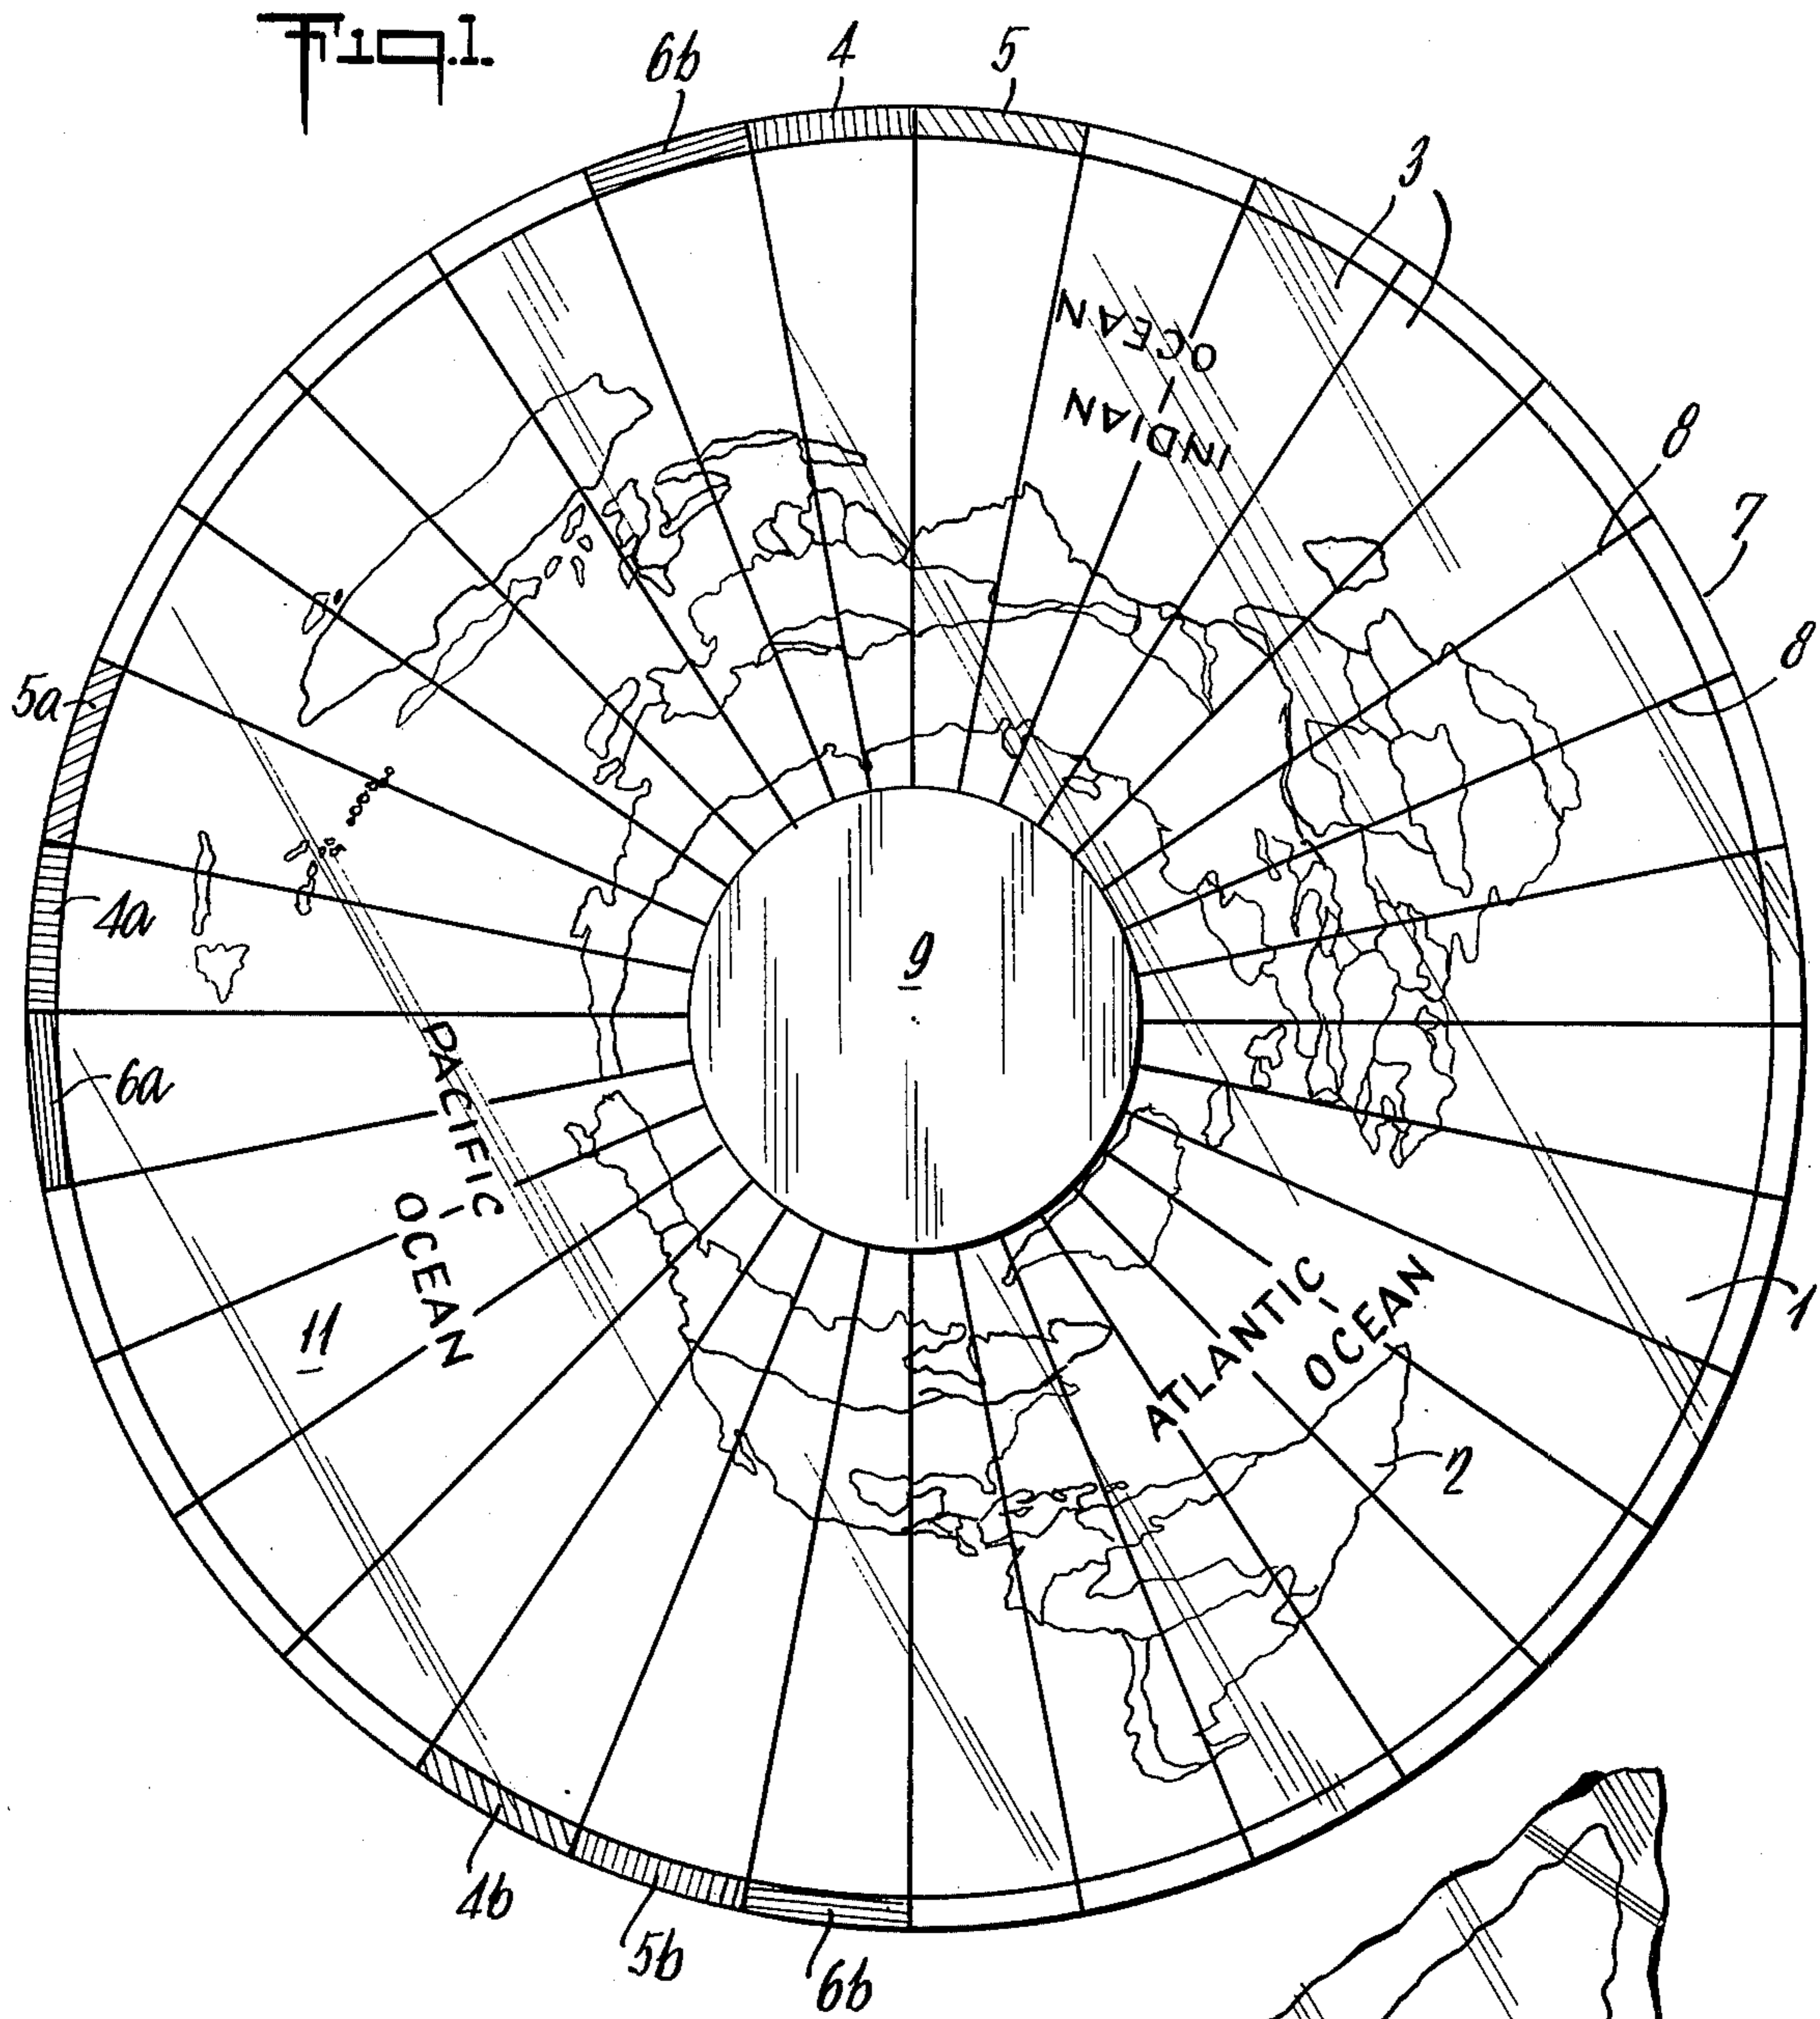 Fig.1.
6b
4
5
3
INDIAN
OCEAN
8
7
8
5a
4a
9
6a
PACIFIC
OCEAN
11
1
ATLANTIC
OCEAN
2
4b
5b
6b